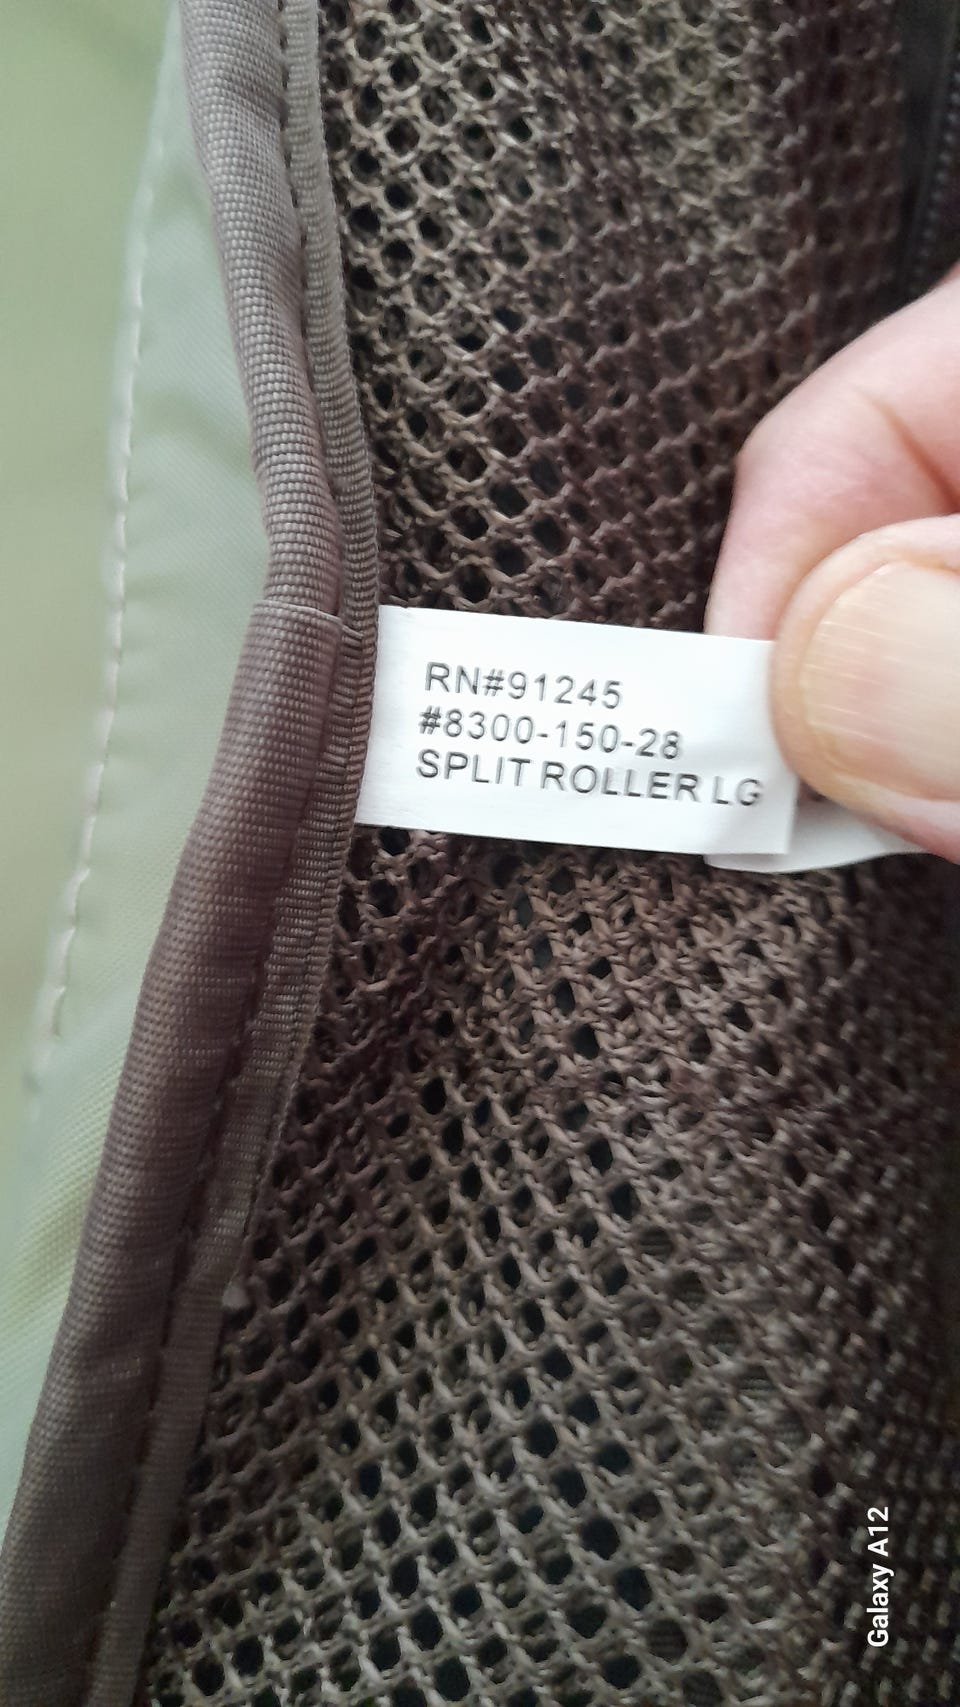 RN#91245
#8300-150-28
SPLIT ROLLER LG
Galaxy A12